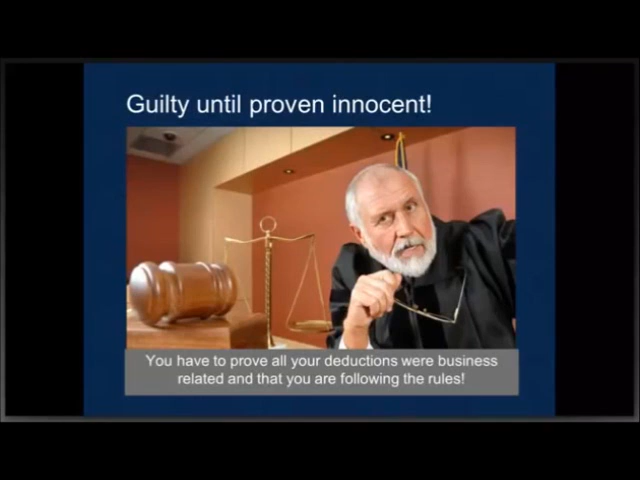 Guilty until proven innocent!
You have to prove all your deductions were business
related and that you are following the rules!